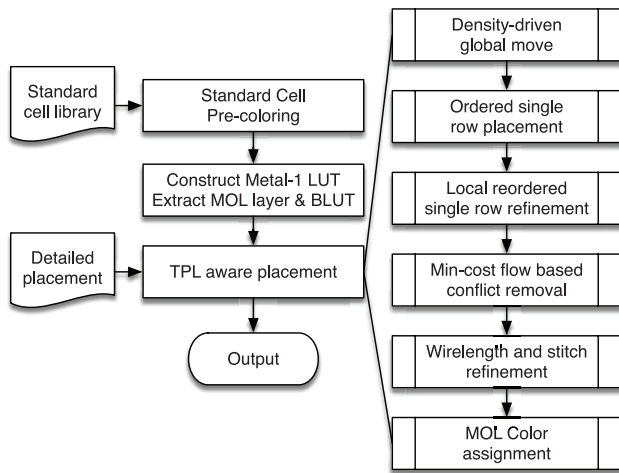 Standard
cell library
Standard Cell
Pre-coloring
Construct Metal-1 LUT
Extract MOL layer & BLUT
Detailed
placement
TPL aware placement
Output
Density-driven
global move
Ordered single
row placement
Local reordered
single row refinement
Min-cost flow based
conflict removal
Wirelength and stitch
refinement
MOL Color
assignment